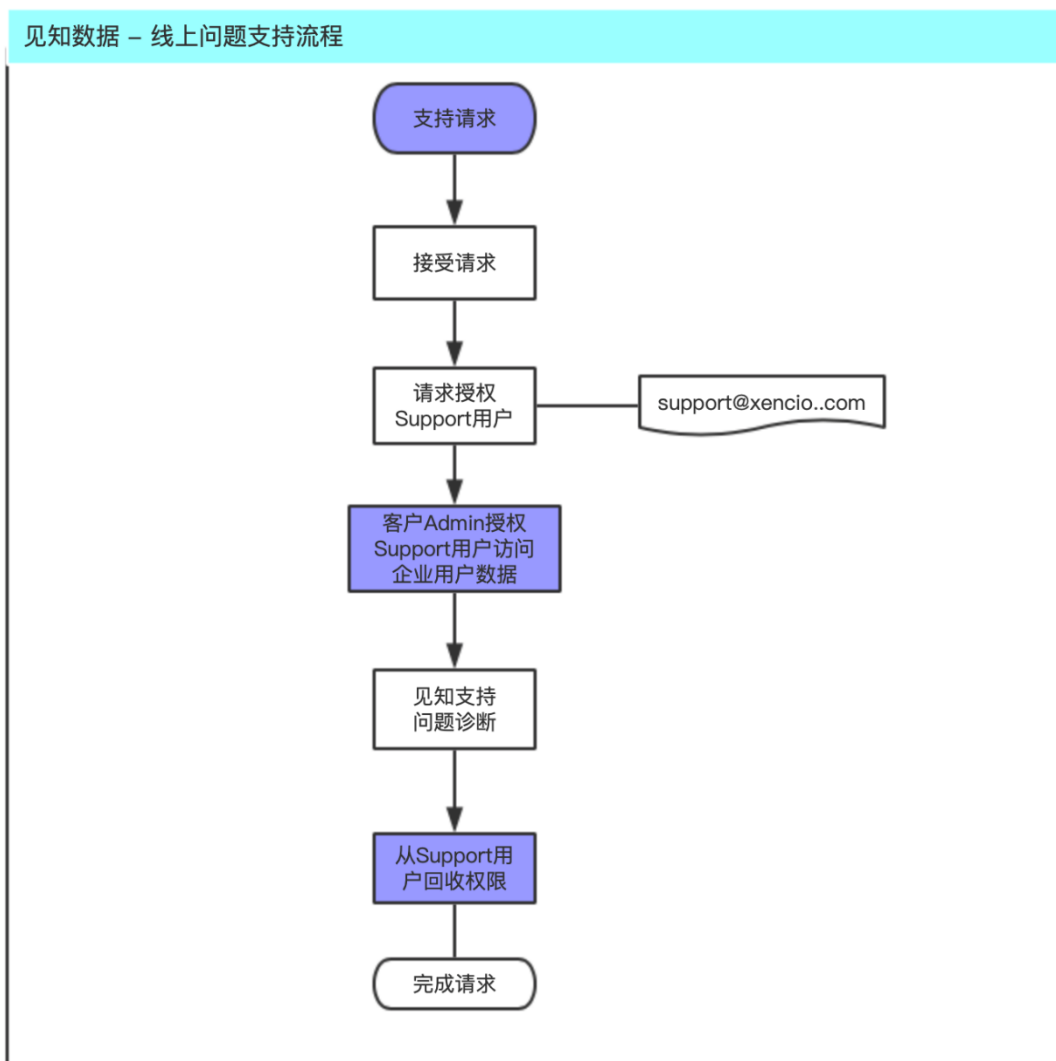 见知数据 – 线上问题支持流程
支持请求
接受请求
请求授权
Support用户
support@xencio..com
客户Admin授权
Support用户访问
企业用户数据
见知支持
问题诊断
从Support用
户回收权限
完成请求